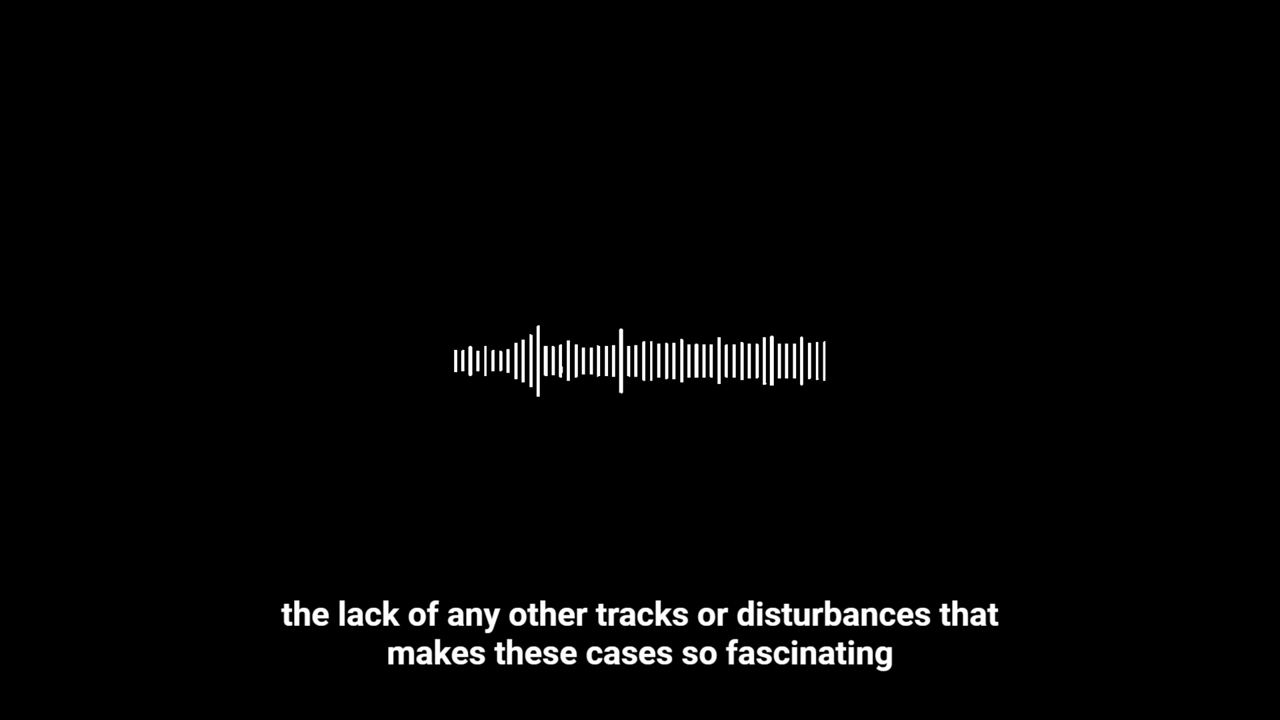 the lack of any other tracks or disturbances that
makes these cases so fascinating